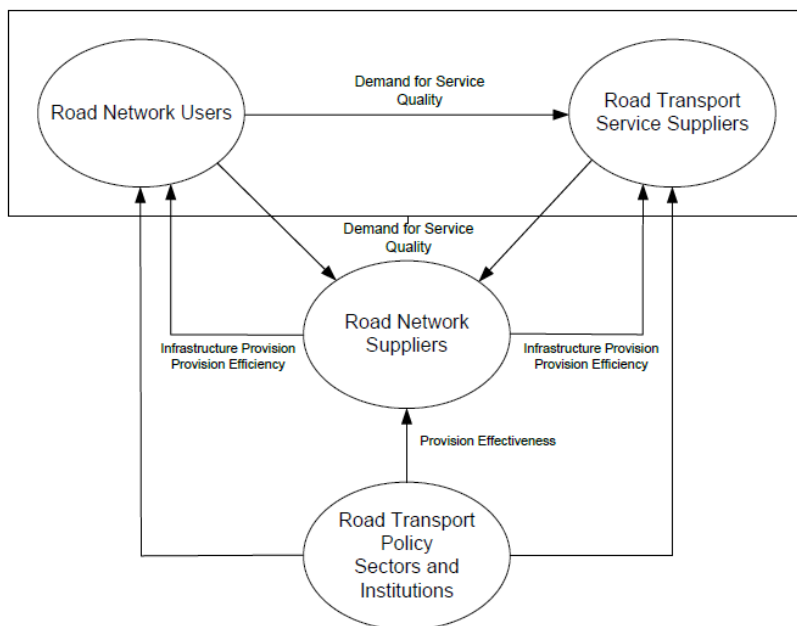 Demand for Service
Quality
Road Network Users
Road Transport
Service Suppliers
Demand for Service
Quality
Road Network
Suppliers
Infrastructure Provision
Provision Efficiency
Infrastructure Provision
Provision Efficiency
Provision Effectiveness
Road Transport
Policy
Sectors and
Institutions